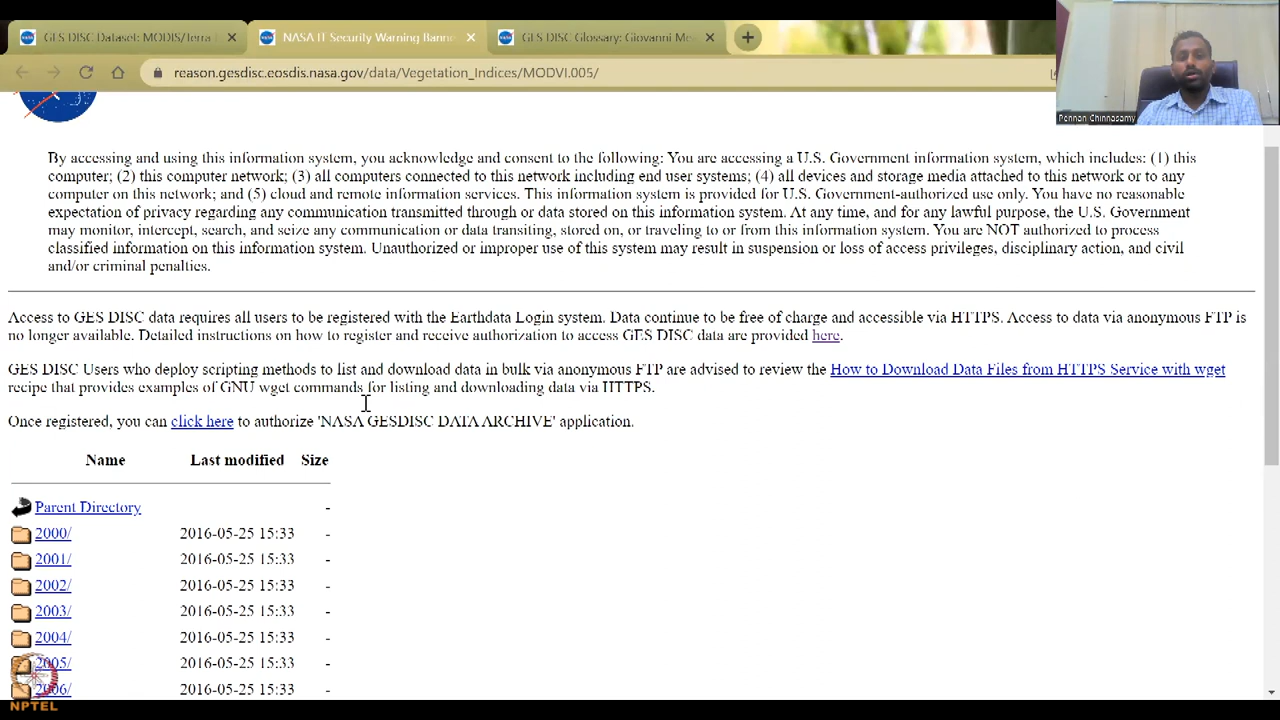 GES DISC Dataset: MODIS/Terra
NASA IT Security Warning Bann
GES DISC Glossary: Giovanni Me
reason.gesdisc.eosdis.nasa.gov/data/Vegetation_Indices/MODVI.005/
Pennan Chinnasamy
By accessing and using this information system, you acknowledge and consent to the following: You are accessing a U.S. Government information system, which includes: (1) this
computer; (2) this computer network; (3) all computers connected to this network including end user systems; (4) all devices and storage media attached to this network or to any
computer on this network; and (5) cloud and remote information services. This information system is provided for U.S. Government-authorized use only. You have no reasonable
expectation of privacy regarding any communication transmitted through or data stored on this information system. At any time, and for any lawful purpose, the U.S. Government
may monitor, intercept, search, and seize any communication or data transiting, stored on, or traveling to or from this information system. You are NOT authorized to process
classified information on this information system. Unauthorized or improper use of this system may result in suspension or loss of access privileges, disciplinary action, and civil
and/or criminal penalties.
Access to GES DISC data requires all users to be registered with the Earthdata Login system. Data continue to be free of charge and accessible via HTTPS. Access to data via anonymous FTP is
no longer available. Detailed instructions on how to register and receive authorization to access GES DISC data are provided here.
GES DISC Users who deploy scripting methods to list and download data in bulk via anonymous FTP are advised to review the How to Download Data Files from HTTPS Service with wget
recipe that provides examples of GNU wget commands for listing and downloading data via HTTPS.
Once registered, you can click here to authorize 'NASA GESDISC DATA ARCHIVE' application.
Name Last modified Size
Parent Directory -
2000/ 2016-05-25 15:33 -
2001/ 2016-05-25 15:33 -
2002/ 2016-05-25 15:33 -
2003/ 2016-05-25 15:33 -
2004/ 2016-05-25 15:33 -
2005/ 2016-05-25 15:33 -
2006/ 2016-05-25 15:33 -
NPTEL